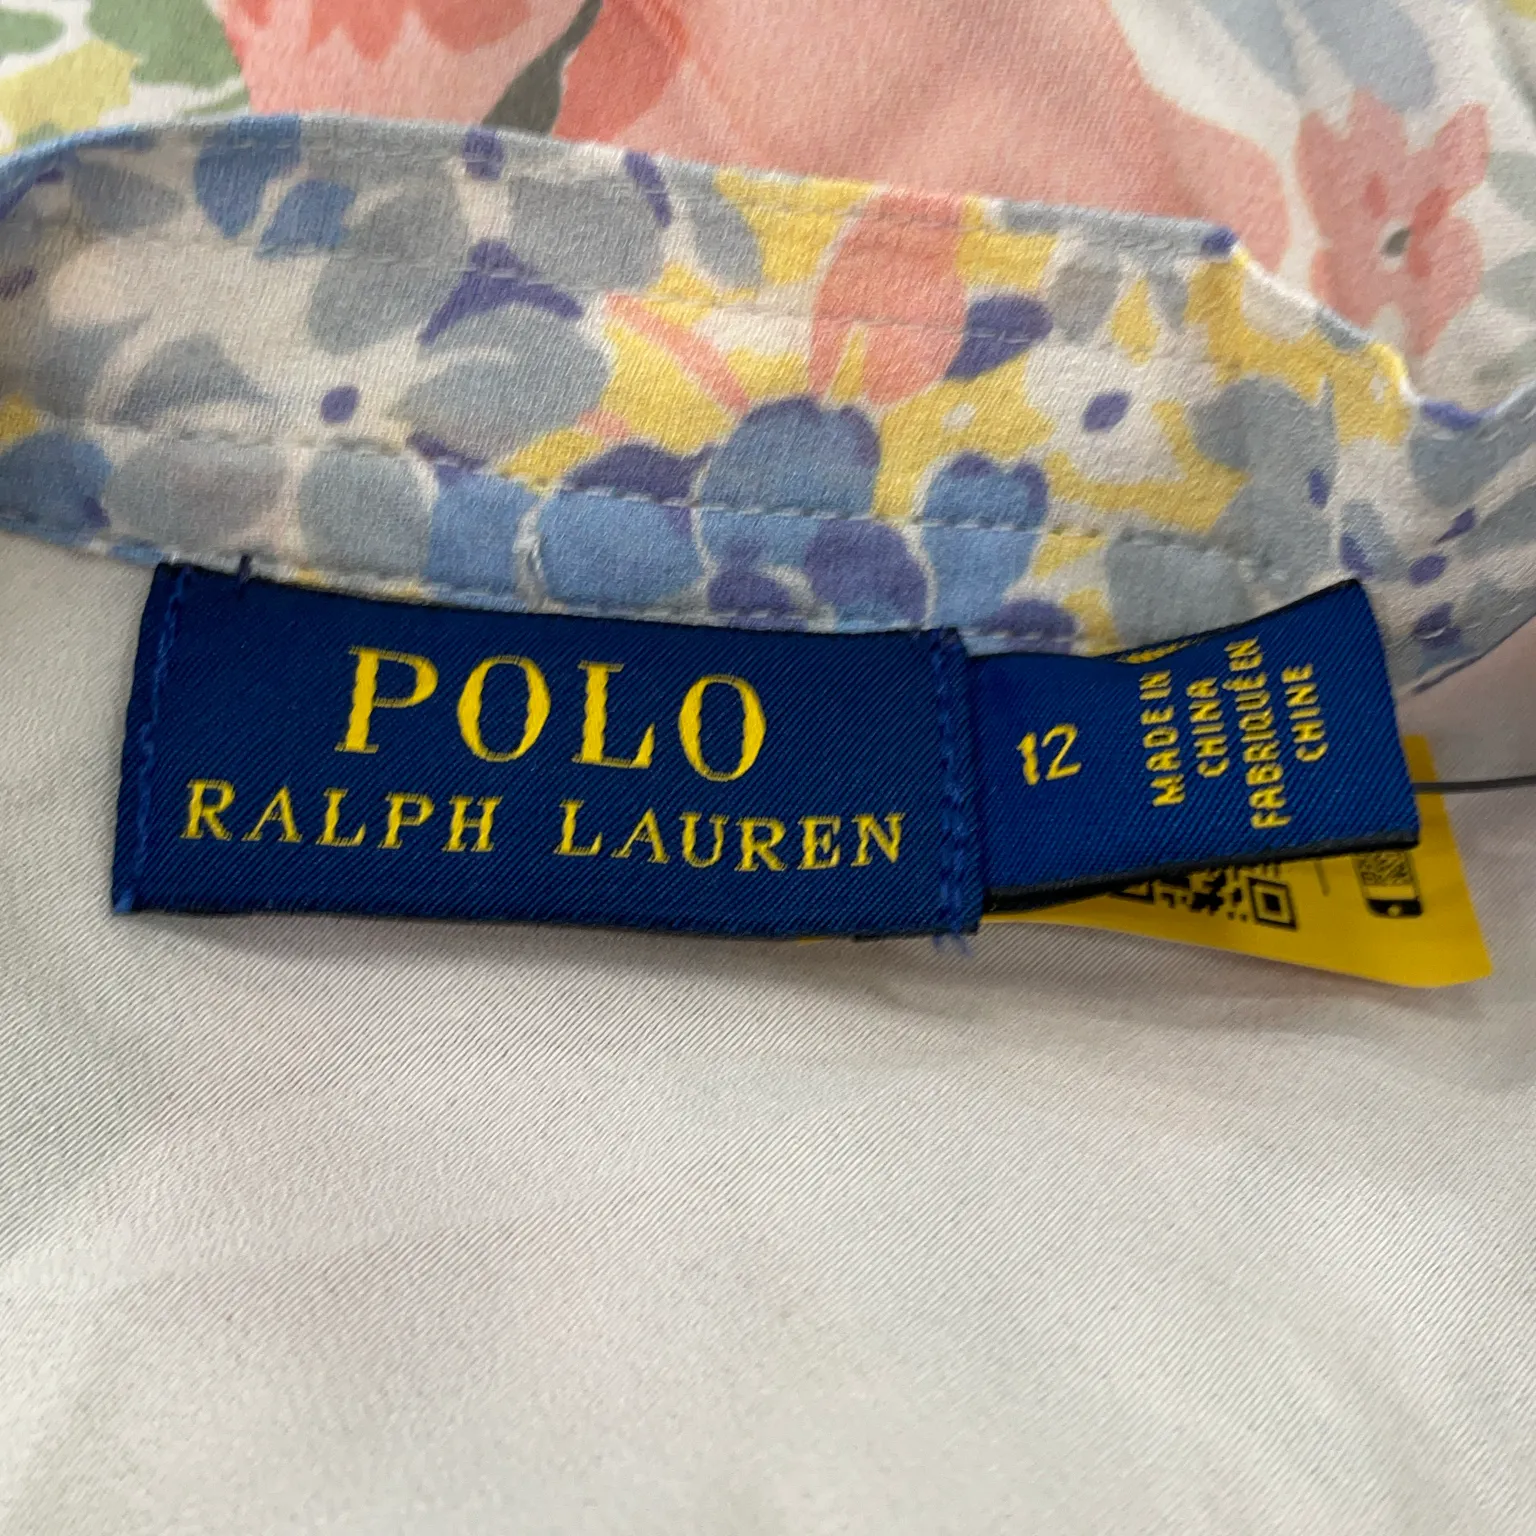 POLO
RALPH LAUREN
12
MADE IN
CHINA
FABRIQUÉ EN
CHINE